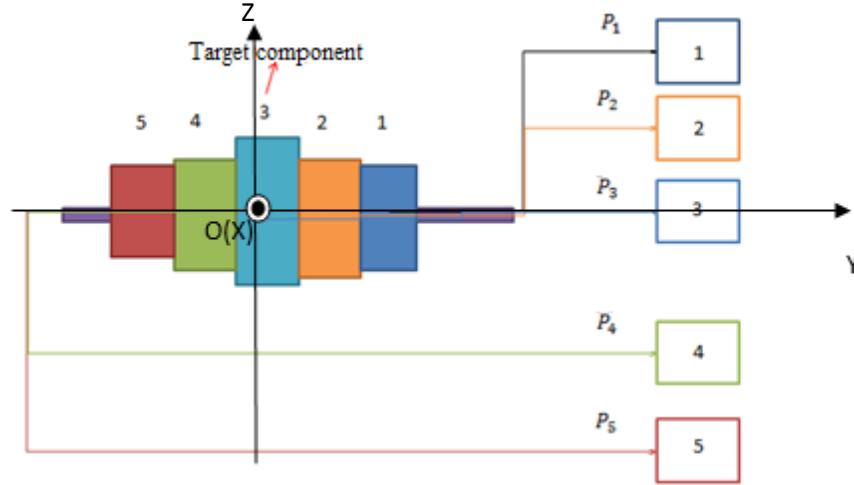 Z
P₁
1
Target component
P₂
2
5 4 3 2 1
P₃
3
O(X)
Y
P₄
4
P₅
5